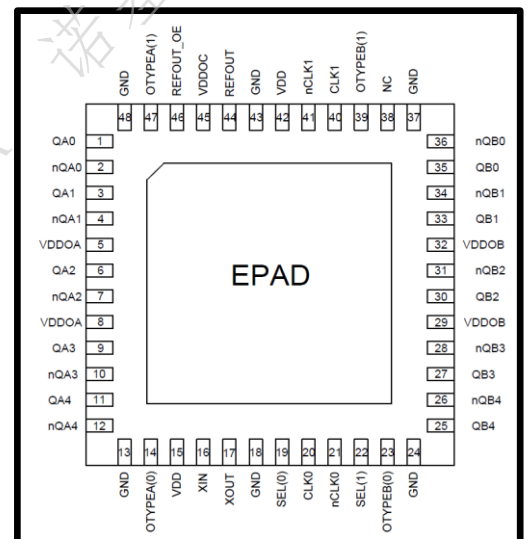 诺
GND
OTYPEA(1)
REFOUT_OE
VDDOC
REFOUT
GND
VDD
nCLK1
CLK1
OTYPEB(1)
NC
GND
48 47 46 45 44 43 42 41 40 39 38 37
QA0 1
nQA0 2
QA1 3
nQA1 4
VDDOA 5
QA2 6
nQA2 7
VDDOA 8
QA3 9
nQA3 10
QA4 11
nQA4 12
EPAD
36 nQB0
35 QB0
34 nQB1
33 QB1
32 VDDOB
31 nQB2
30 QB2
29 VDDOB
28 nQB3
27 QB3
26 nQB4
25 QB4
13 14 15 16 17 18 19 20 21 22 23 24
GND
OTYPEA(0)
VDD
XIN
XOUT
GND
SEL(0)
CLK0
nCLK0
SEL(1)
OTYPEB(0)
GND